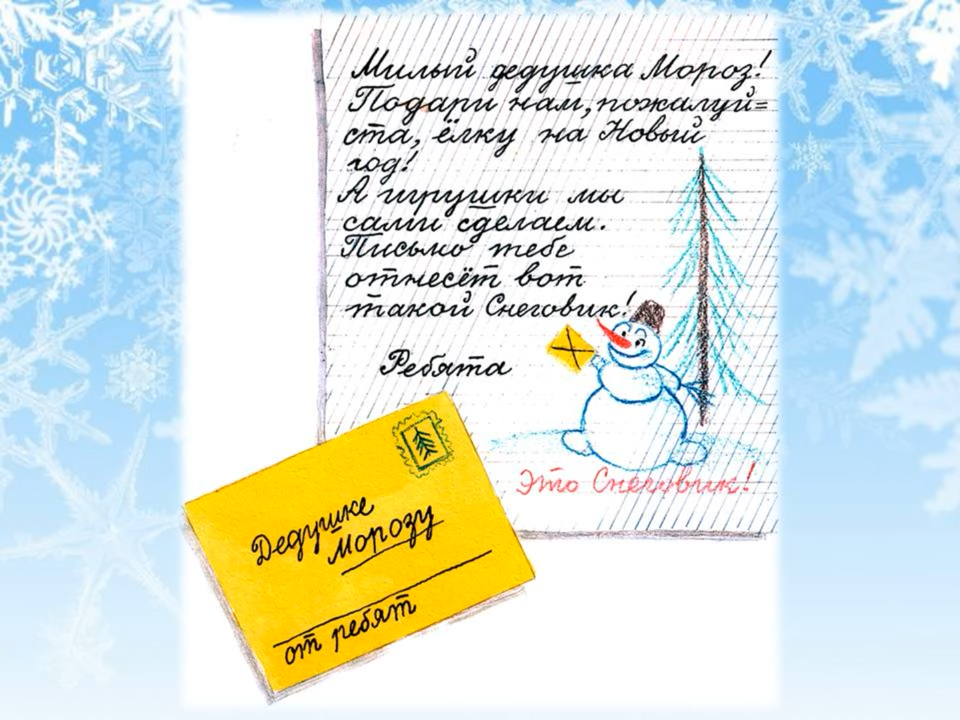 Милый дедушка Мороз!
Подари нам, пожалуй=
ста, ёлку на Новый
год!
А игрушки мы
сами сделаем.
Письмо тебе
отнесёт вот
такой Снеговик!
Ребята
Это Снеговик!
Дедушке
Морозу
от ребят